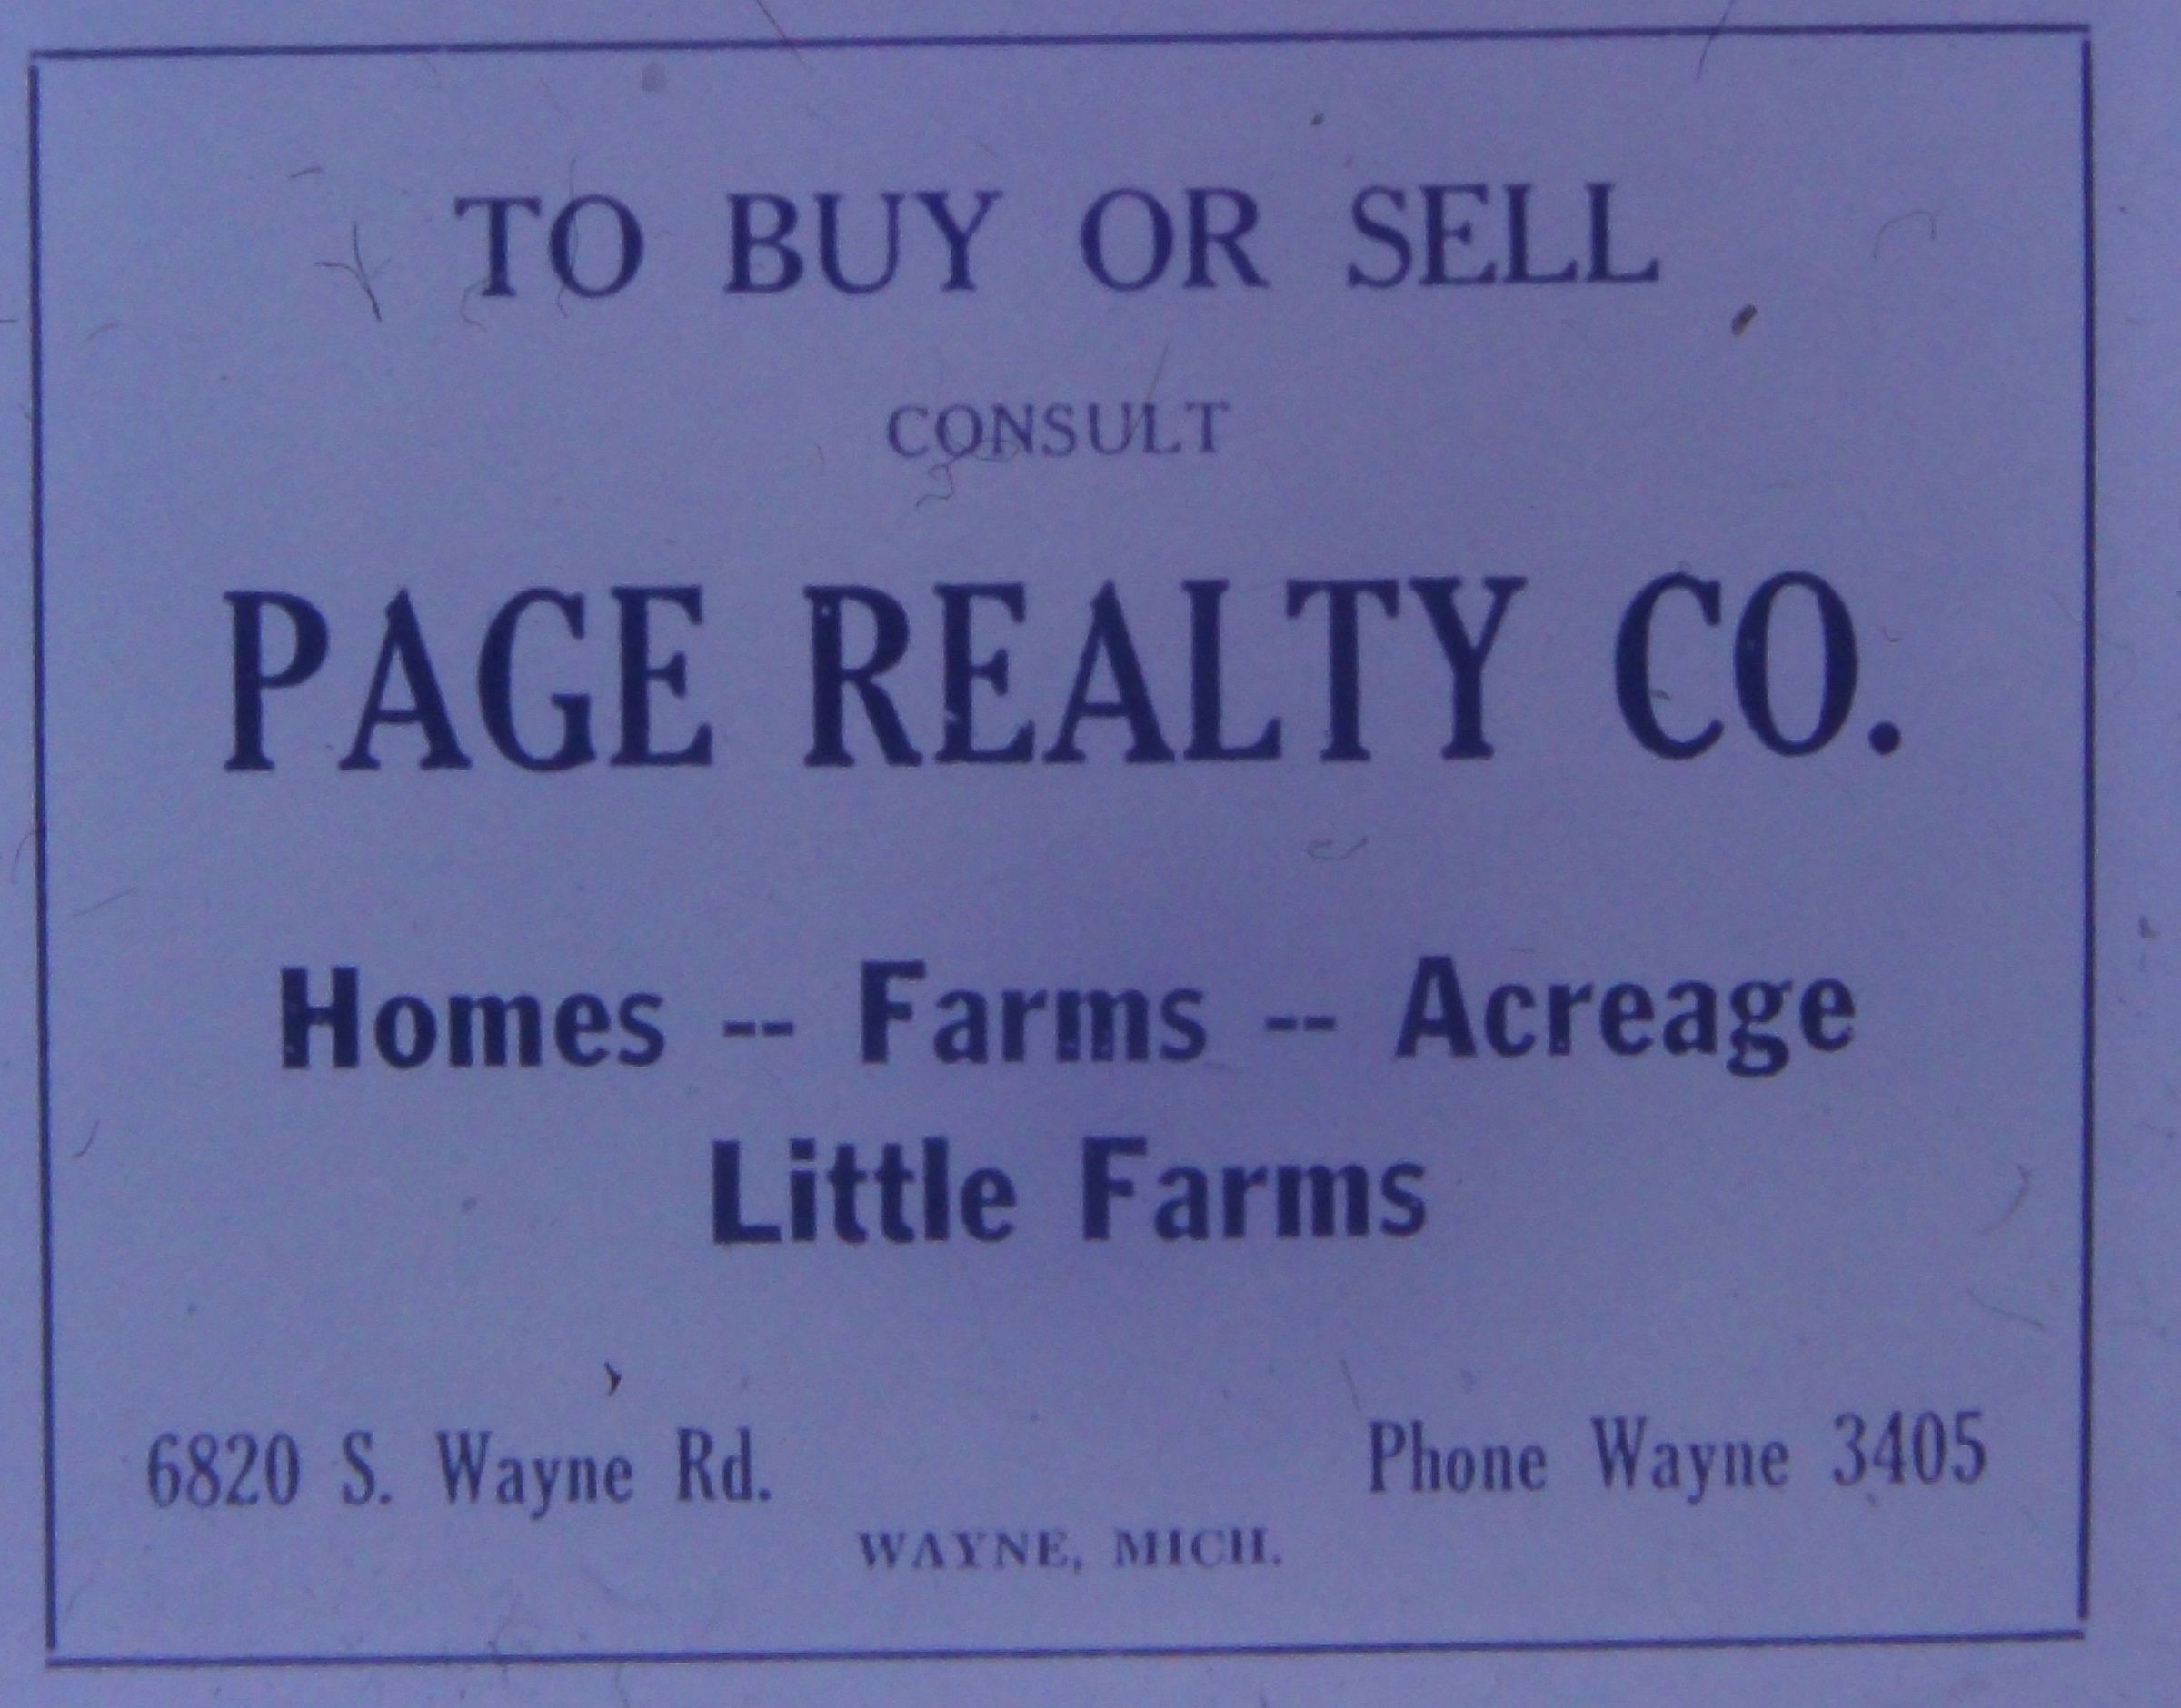 TO BUY OR SELL
CONSULT
PAGE REALTY CO.
Homes -- Farms -- Acreage
Little Farms
6820 S. Wayne Rd. Phone Wayne 3405
WAYNE, MICH.